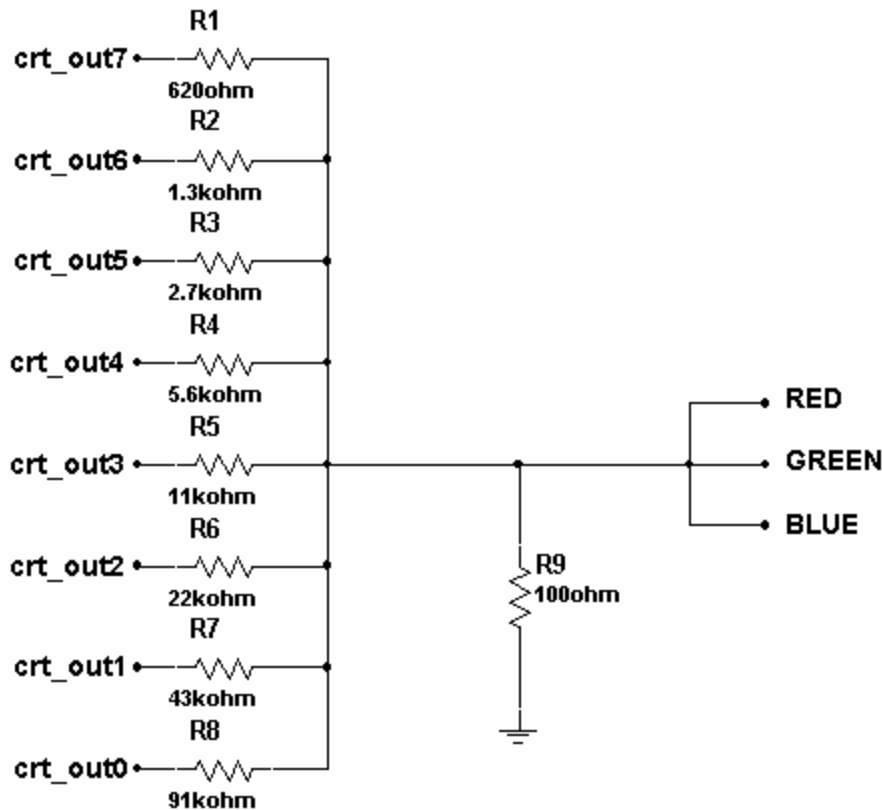 R1
crt_out7
620ohm
R2
crt_out6
1.3kohm
R3
crt_out5
2.7kohm
R4
crt_out4
5.6kohm
RED
R5
crt_out3
GREEN
11kohm
R6
BLUE
crt_out2
R9
22kohm
100ohm
R7
crt_out1
43kohm
R8
crt_out0
91kohm